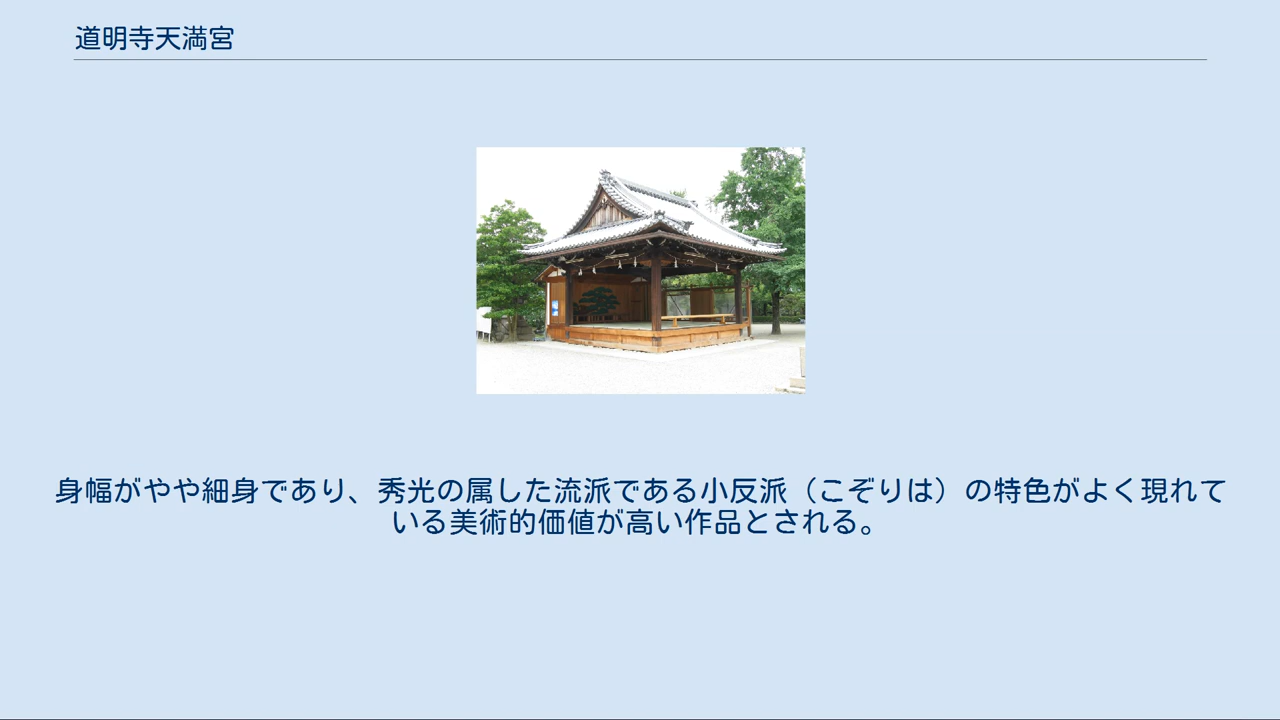 道明寺天満宮
身幅がやや細身であり、秀光の属した流派である小反派（こぞりは）の特色がよく現れて
いる美術的価値が高い作品とされる。